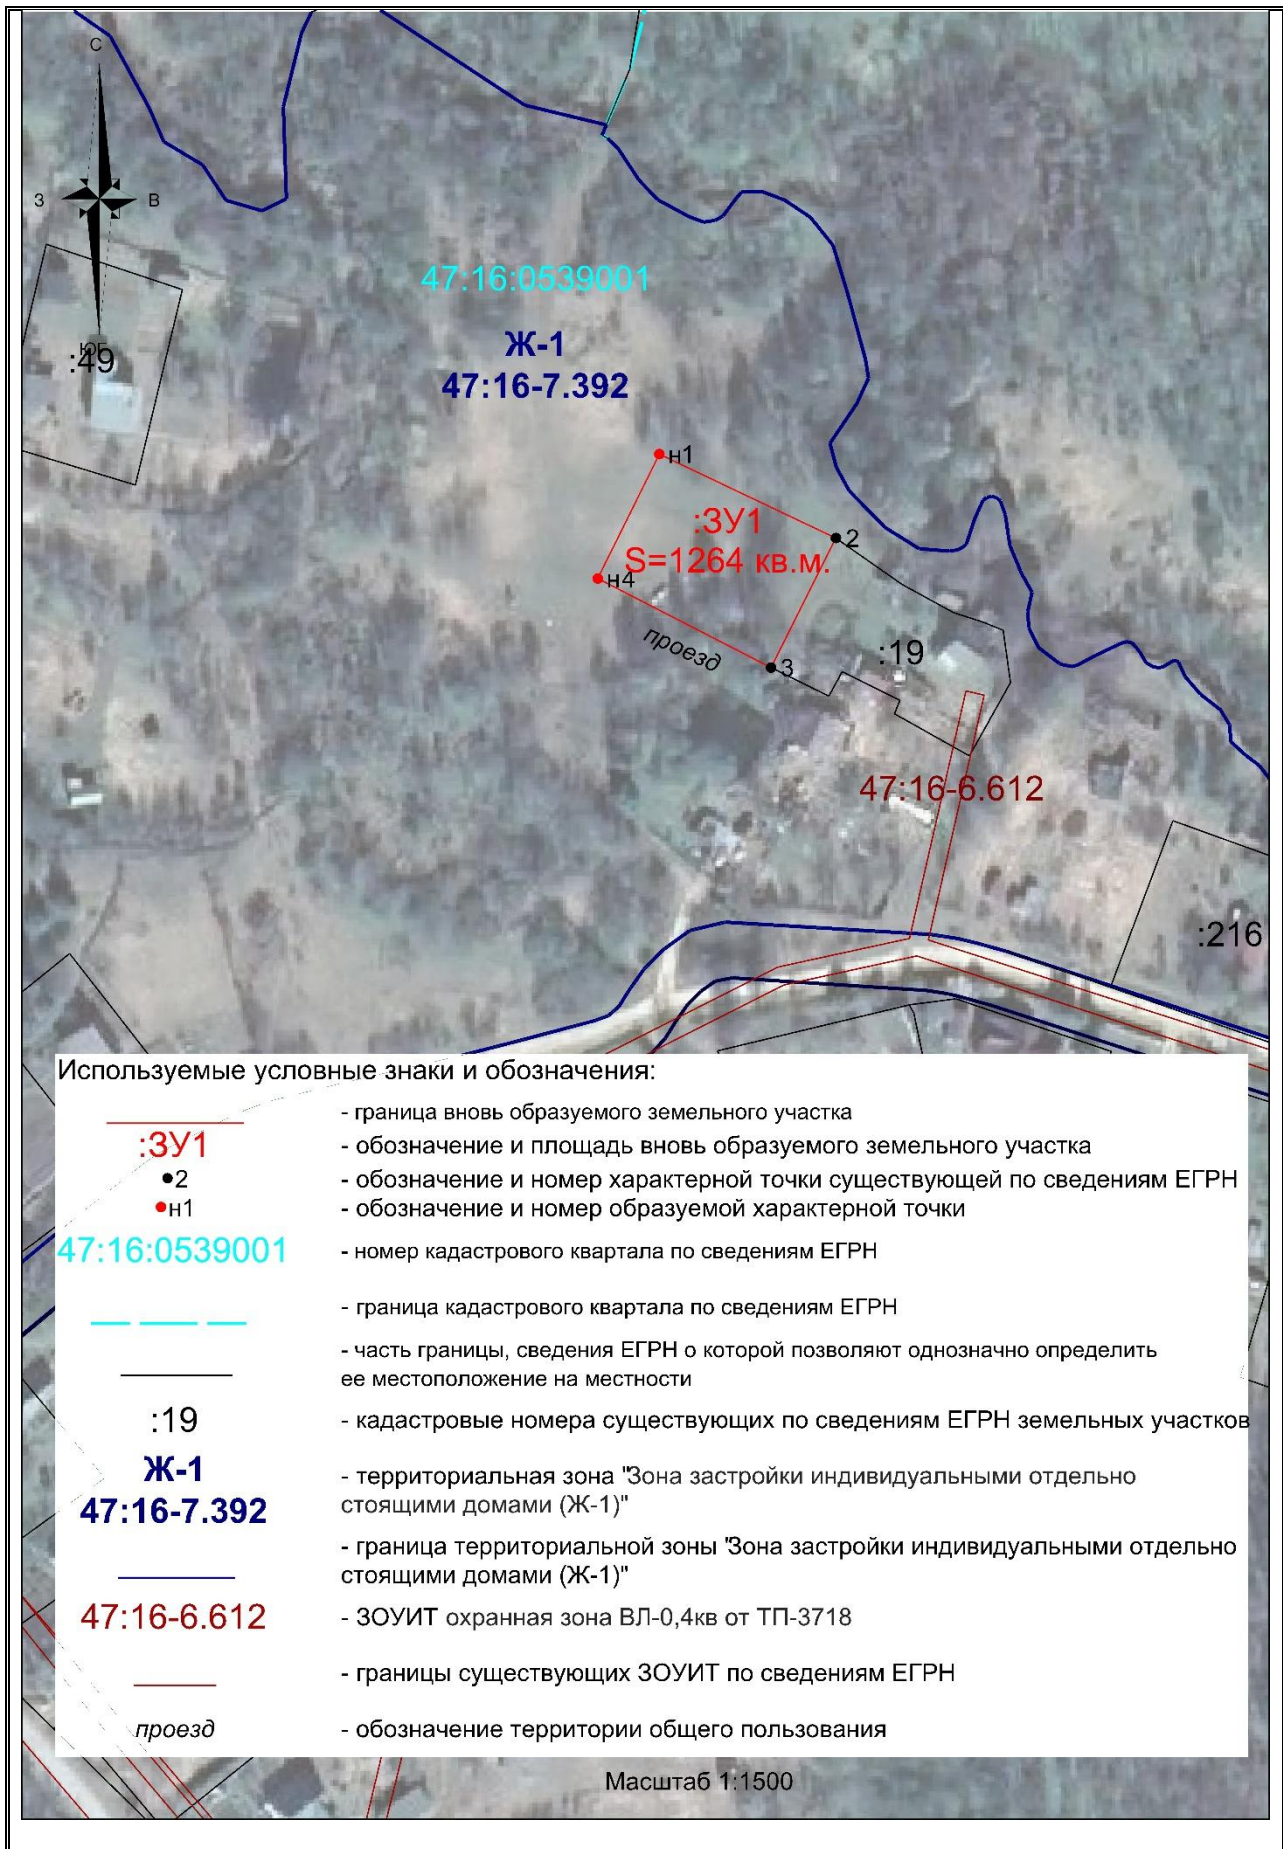 С
З
В
ЮГ
:49
47:16:0539001
Ж-1
47:16-7.392
н1
:ЗУ1
2
S=1264 кв.м.
н4
проезд
3
:19
47:16-6.612
:216
Используемые условные знаки и обозначения:
- граница вновь образуемого земельного участка
:ЗУ1
- обозначение и площадь вновь образуемого земельного участка
2
- обозначение и номер характерной точки существующей по сведениям ЕГРН
н1
- обозначение и номер образуемой характерной точки
47:16:0539001
- номер кадастрового квартала по сведениям ЕГРН
- граница кадастрового квартала по сведениям ЕГРН
- часть границы, сведения ЕГРН о которой позволяют однозначно определить
ее местоположение на местности
:19
- кадастровые номера существующих по сведениям ЕГРН земельных участков
Ж-1
47:16-7.392
- территориальная зона "Зона застройки индивидуальными отдельно
стоящими домами (Ж-1)"
- граница территориальной зоны "Зона застройки индивидуальными отдельно
стоящими домами (Ж-1)"
47:16-6.612
- ЗОУИТ охранная зона ВЛ-0,4кв от ТП-3718
- границы существующих ЗОУИТ по сведениям ЕГРН
проезд
- обозначение территории общего пользования
Масштаб 1:1500